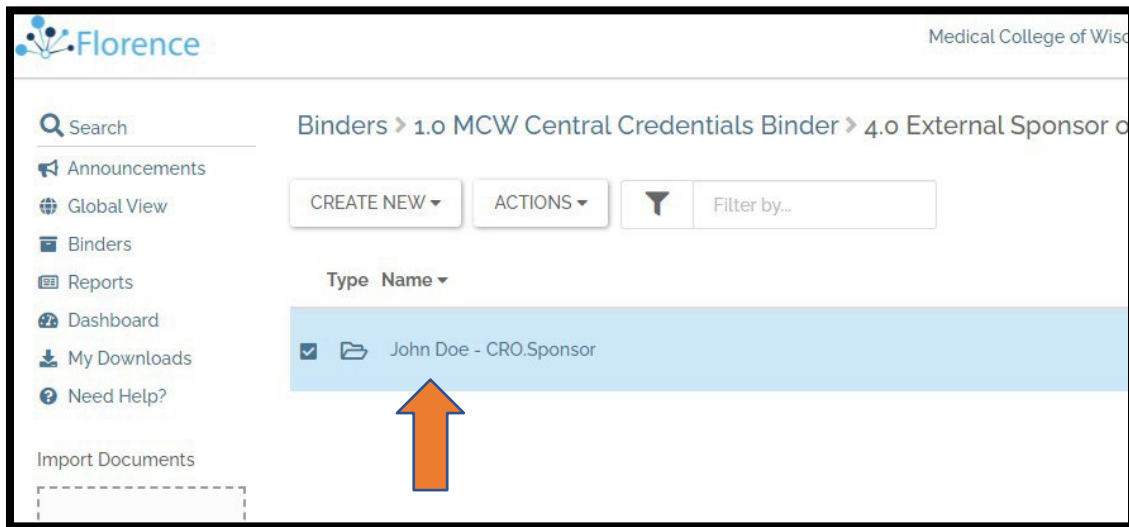 Florence
Medical College of Wisc
Search
Binders > 1.0 MCW Central Credentials Binder > 4.0 External Sponsor o
Announcements
Global View
CREATE NEW
ACTIONS
Filter by...
Binders
Reports
Type Name
Dashboard
My Downloads
John Doe - CRO.Sponsor
Need Help?
Import Documents